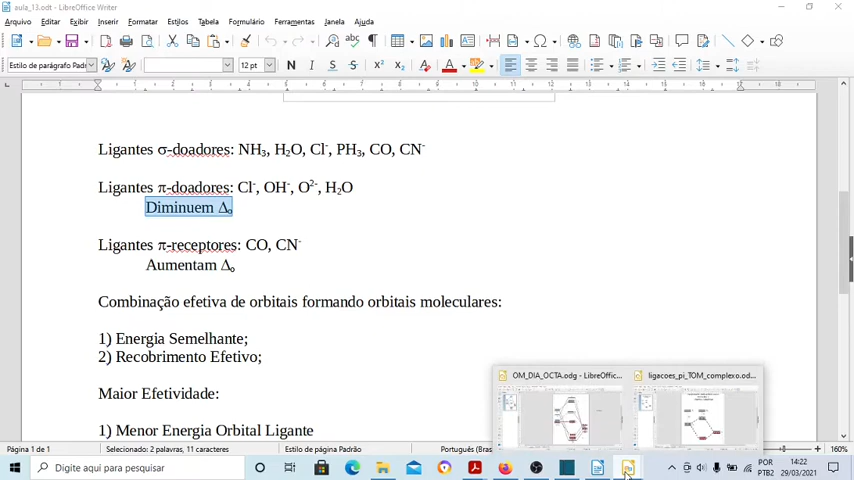 aula_13.odt - LibreOffice Writer
Arquivo Editar Exibir Inserir Formatar Estilos Tabela Formulário Ferramentas Janela Ajuda
Estilo de parágrafo Padr 12 pt
Ligantes σ-doadores: NH₃, H₂O, Cl⁻, PH₃, CO, CN⁻
Ligantes π-doadores: Cl⁻, OH⁻, O²⁻, H₂O
Diminuem Δₒ
Ligantes π-receptores: CO, CN⁻
Aumentam Δₒ
Combinação efetiva de orbitais formando orbitais moleculares:
1) Energia Semelhante;
2) Recobrimento Efetivo;
Maior Efetividade:
1) Menor Energia Orbital Ligante
OM_DIA_OCTA.odg - LibreOffic... ligacoes_pi_TOM_complexo.od...
Página 1 de 1 Selecionado: 2 palavras, 11 caracteres Estilo de página Padrão Português (Bras 160%
Digite aqui para pesquisar
POR 14:22
PTB2 29/03/2021